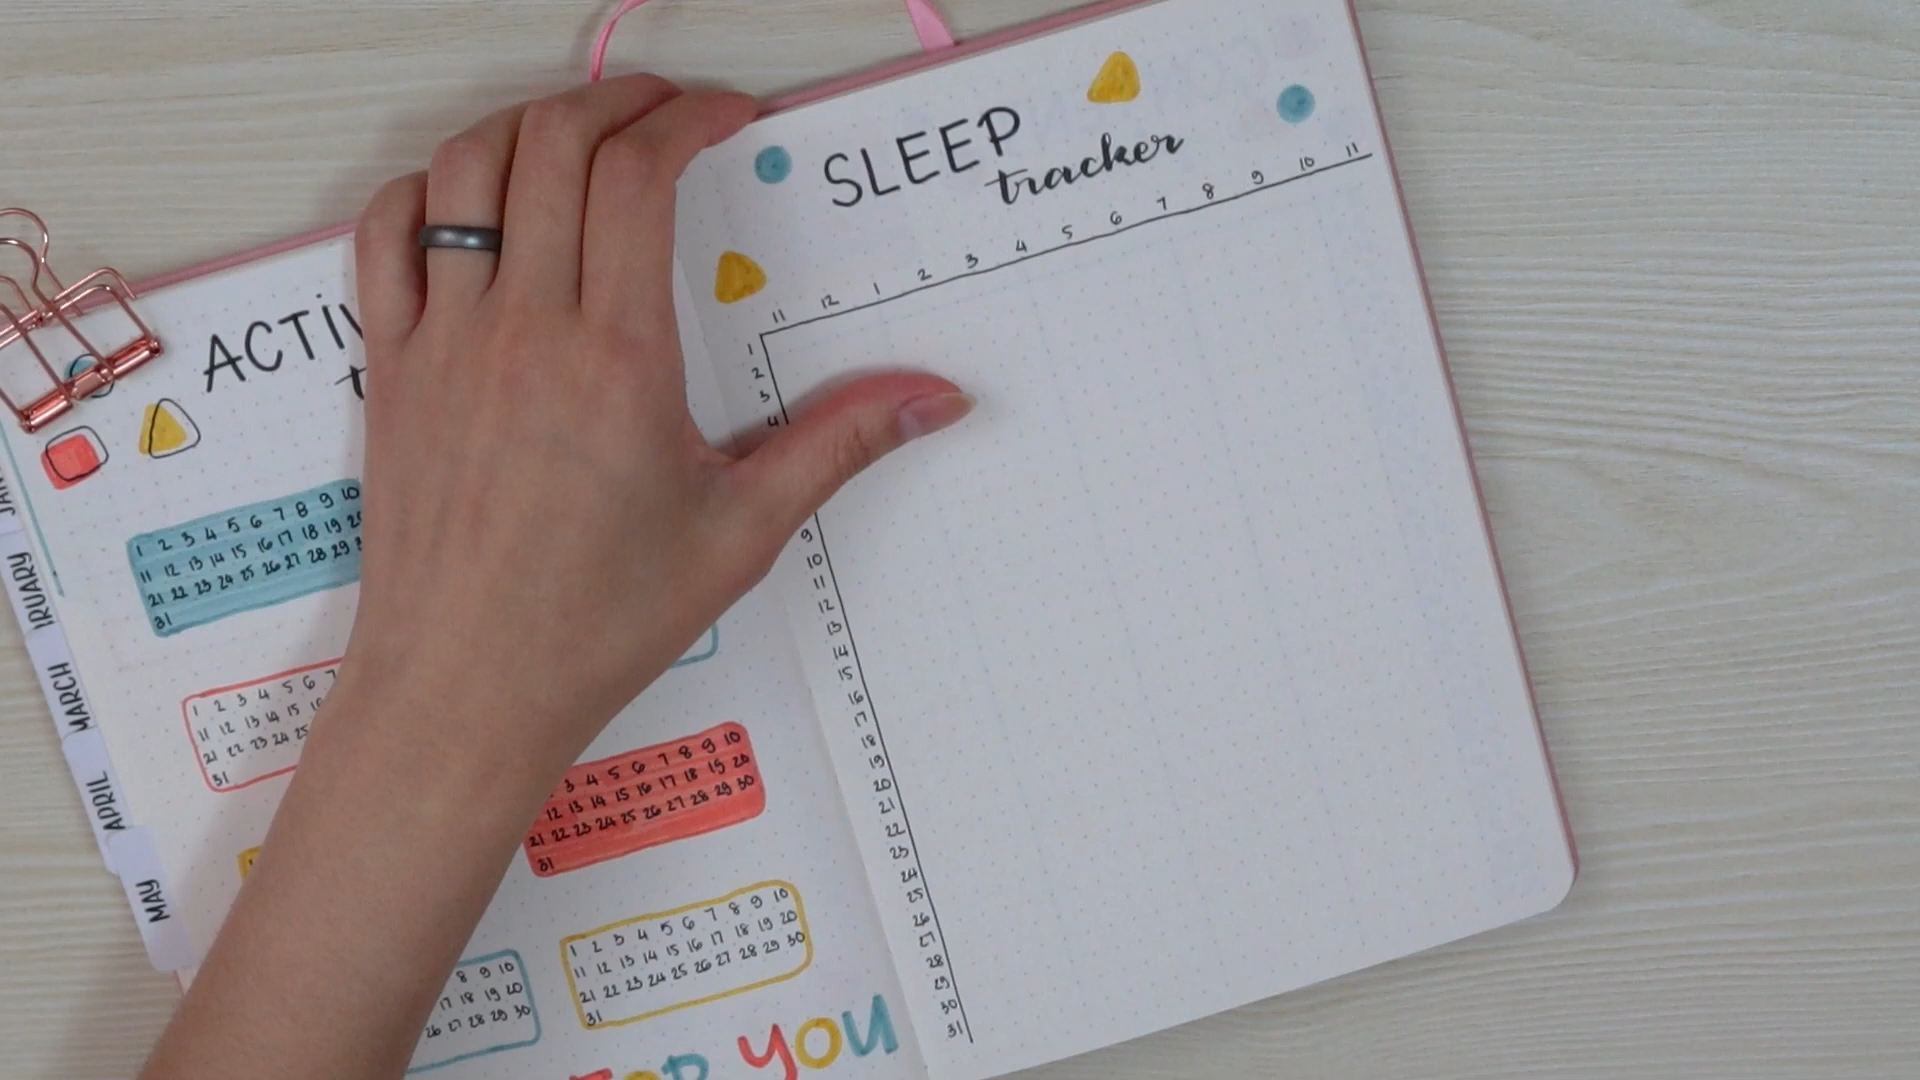 ACTIV
JAN
RUARY
MARCH
APRIL
MAY
1 2 3 4 5 6 7 8 9 10
11 12 13 14 15 16 17 18 19
21 22 23 24 25 26 27 28 29
31
1 2 3 4 5 6 7
11 12 13 14 15
21 22 23 24 25
31
3 4 5 6 7 8 9 10
12 13 14 15 16 17 18 19 20
21 22 23 24 25 26 27 28 29 30
31
8 9 10
17 18 19 20
26 27 28 29 30
1 2 3 4 5 6 7 8 9 10
11 12 13 14 15 16 17 18 19 20
21 22 23 24 25 26 27 28 29 30
31
YOU
SLEEP
tracker
11 12 1 2 3 4 5 6 7 8 9 10 11
1
2
3
4
9
10
11
12
13
14
15
16
17
18
19
20
21
22
23
24
25
26
27
28
29
30
31